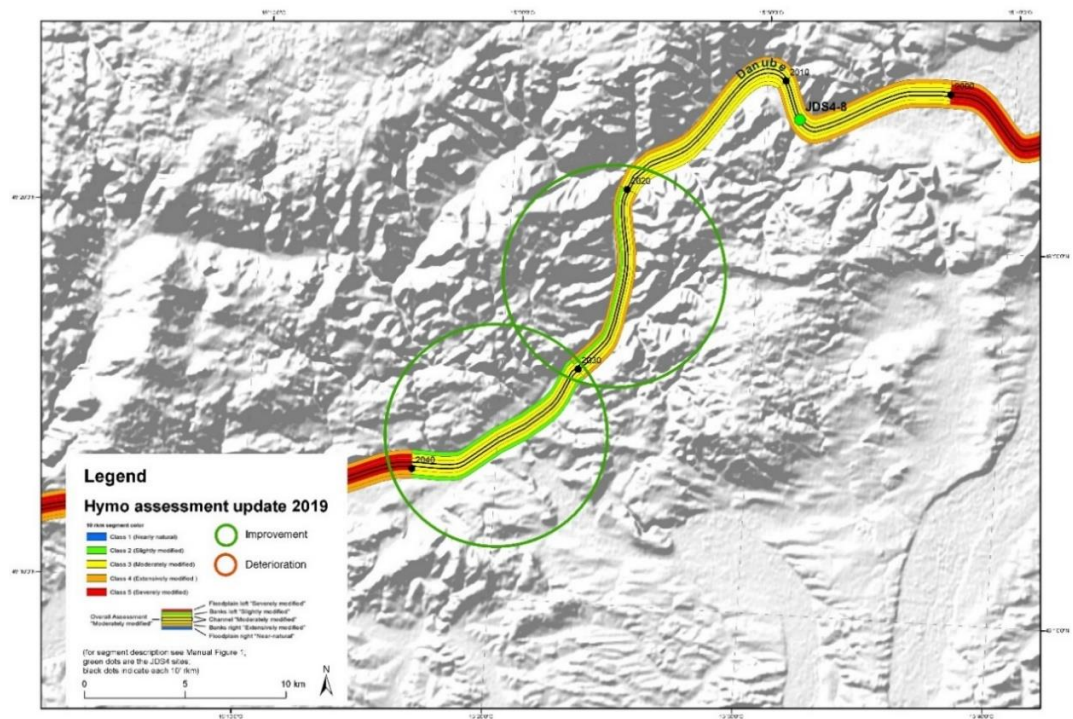 Danube
2010
2000
JDS4-8
2020
2030
2040
Legend
Hymo assessment update 2019
Class 1 (Nearly natural)
Class 2 (Slightly modified)
Class 3 (Moderately modified)
Class 4 (Extensively modified )
Class 5 (Severely modified)
Improvement
Deterioration
Overall Assessment
"Moderately modified"
Floodplain left "Severely modified"
Banks left "Slightly modified"
Channel "Moderately modified"
Banks right "Extensively modified"
Floodplain right "Near-natural"
(for segment description see Manual Figure 1;
green dots are the JDS4 sites;
black dots indicate each 10' rkm)
N
0 5 10 km